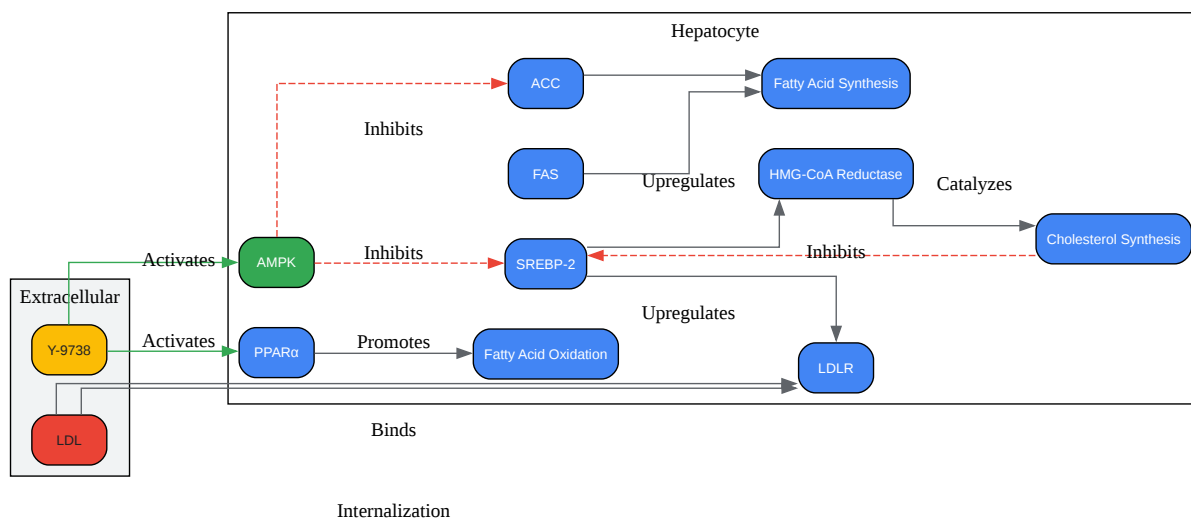 Hepatocyte
ACC
Fatty Acid Synthesis
Inhibits
FAS
Upregulates
HMG-CoA Reductase
Catalyzes
Activates
AMPK
Inhibits
SREBP-2
Inhibits
Cholesterol Synthesis
Extracellular
Y-9738
Activates
PPARα
Promotes
Fatty Acid Oxidation
Upregulates
LDLR
LDL
Binds
Internalization